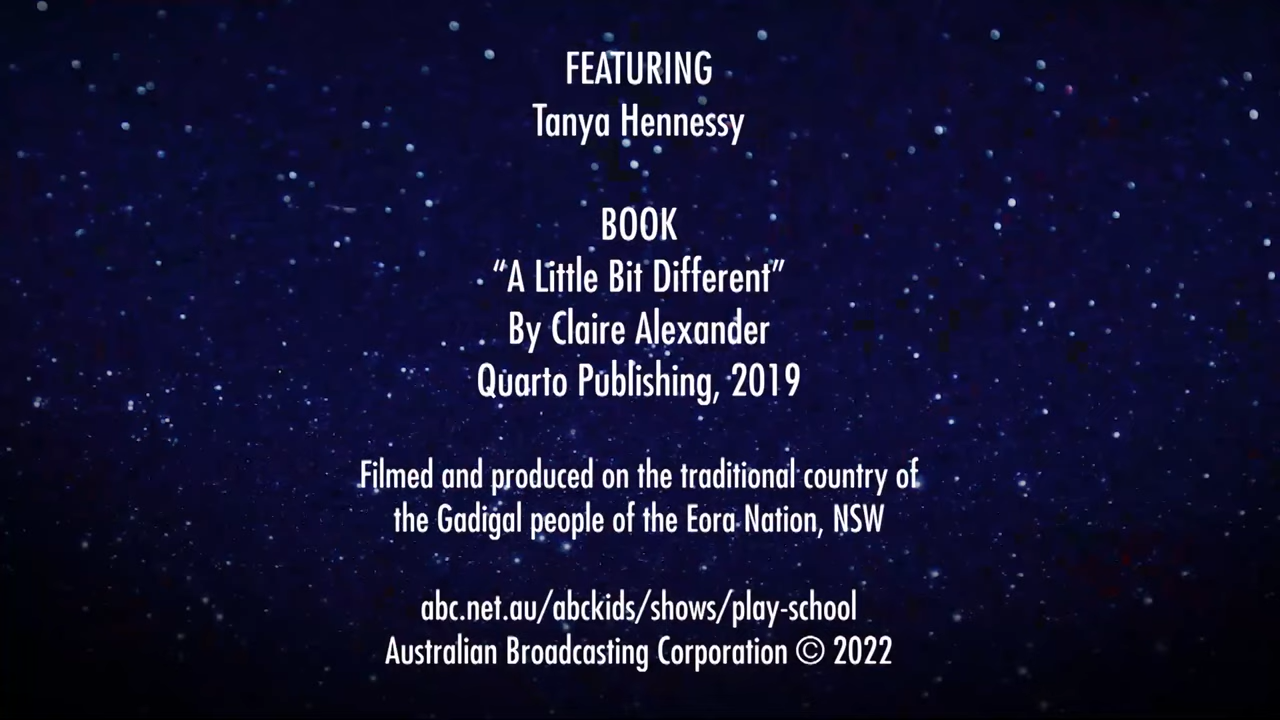 FEATURING
Tanya Hennessy
BOOK
“A Little Bit Different”
By Claire Alexander
Quarto Publishing, 2019
Filmed and produced on the traditional country of
the Gadigal people of the Eora Nation, NSW
abc.net.au/abckids/shows/play-school
Australian Broadcasting Corporation © 2022